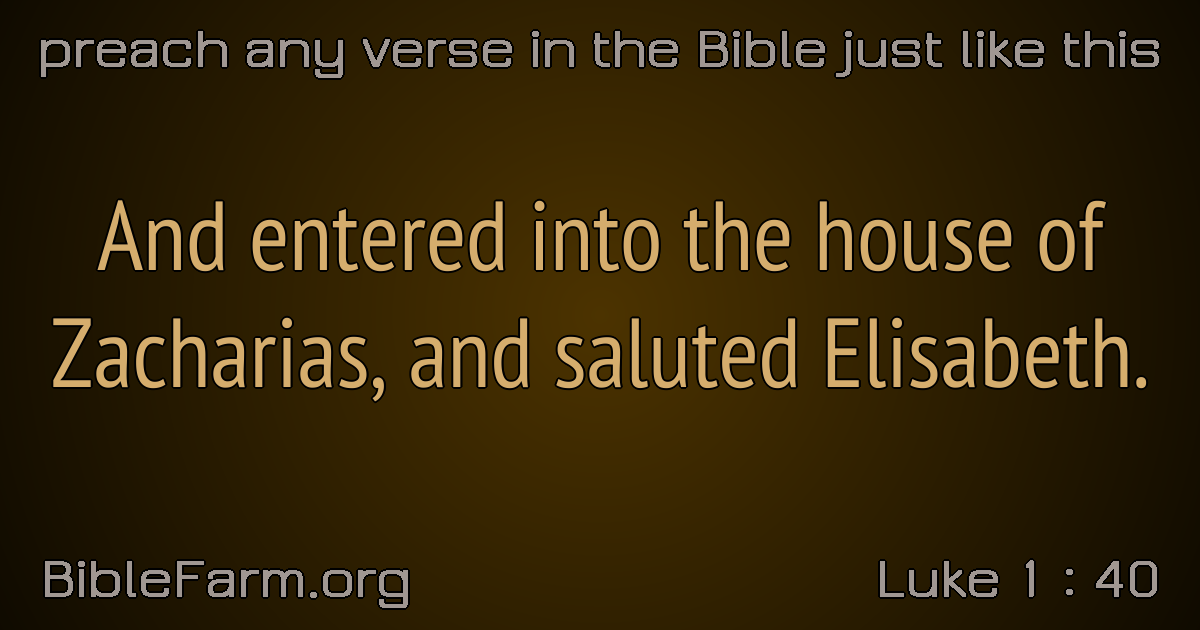 preach any verse in the Bible just like this
And entered into the house of
Zacharias, and saluted Elisabeth.
BibleFarm.org
Luke 1 : 40